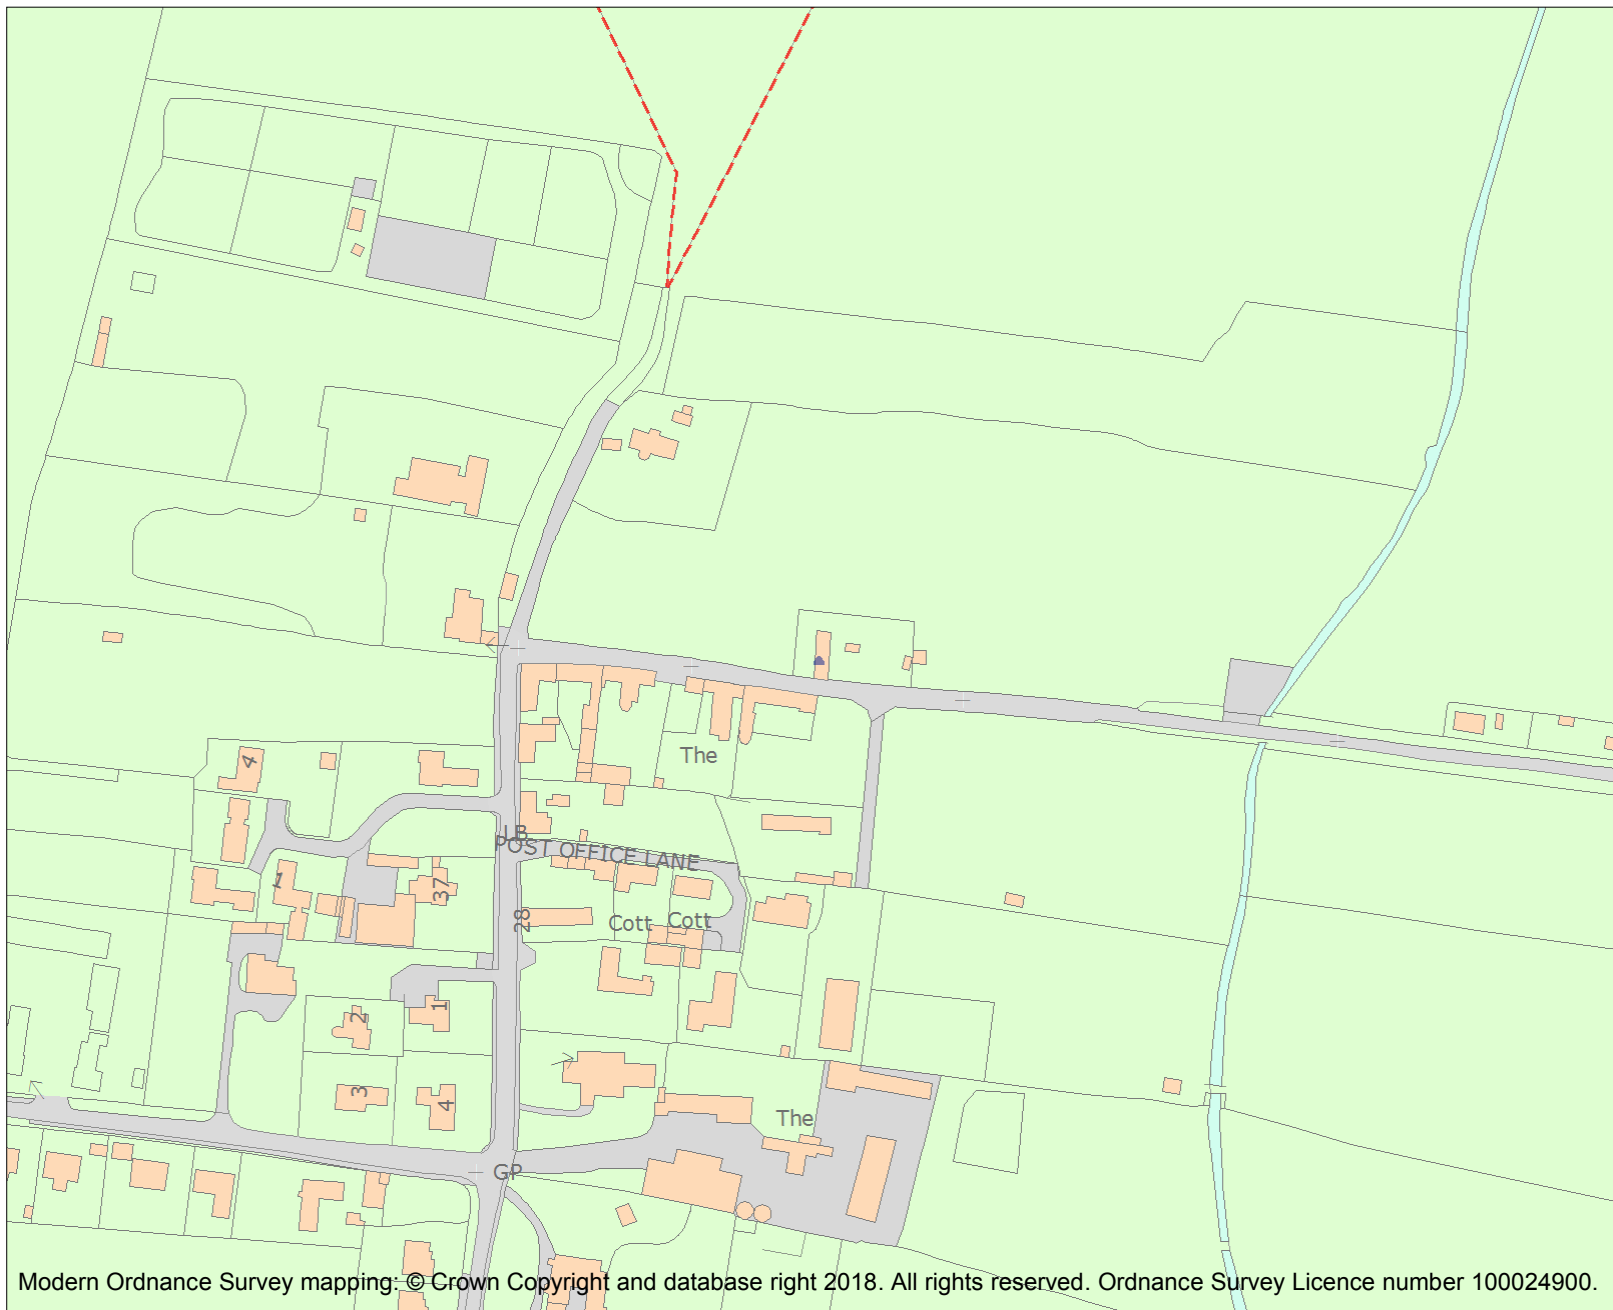 The
4
LB
POST OFFICE LANE
1
37
28
Cott
Cott
2
1
3
4
The
GP
Modern Ordnance Survey mapping: © Crown Copyright and database right 2018. All rights reserved. Ordnance Survey Licence number 100024900.